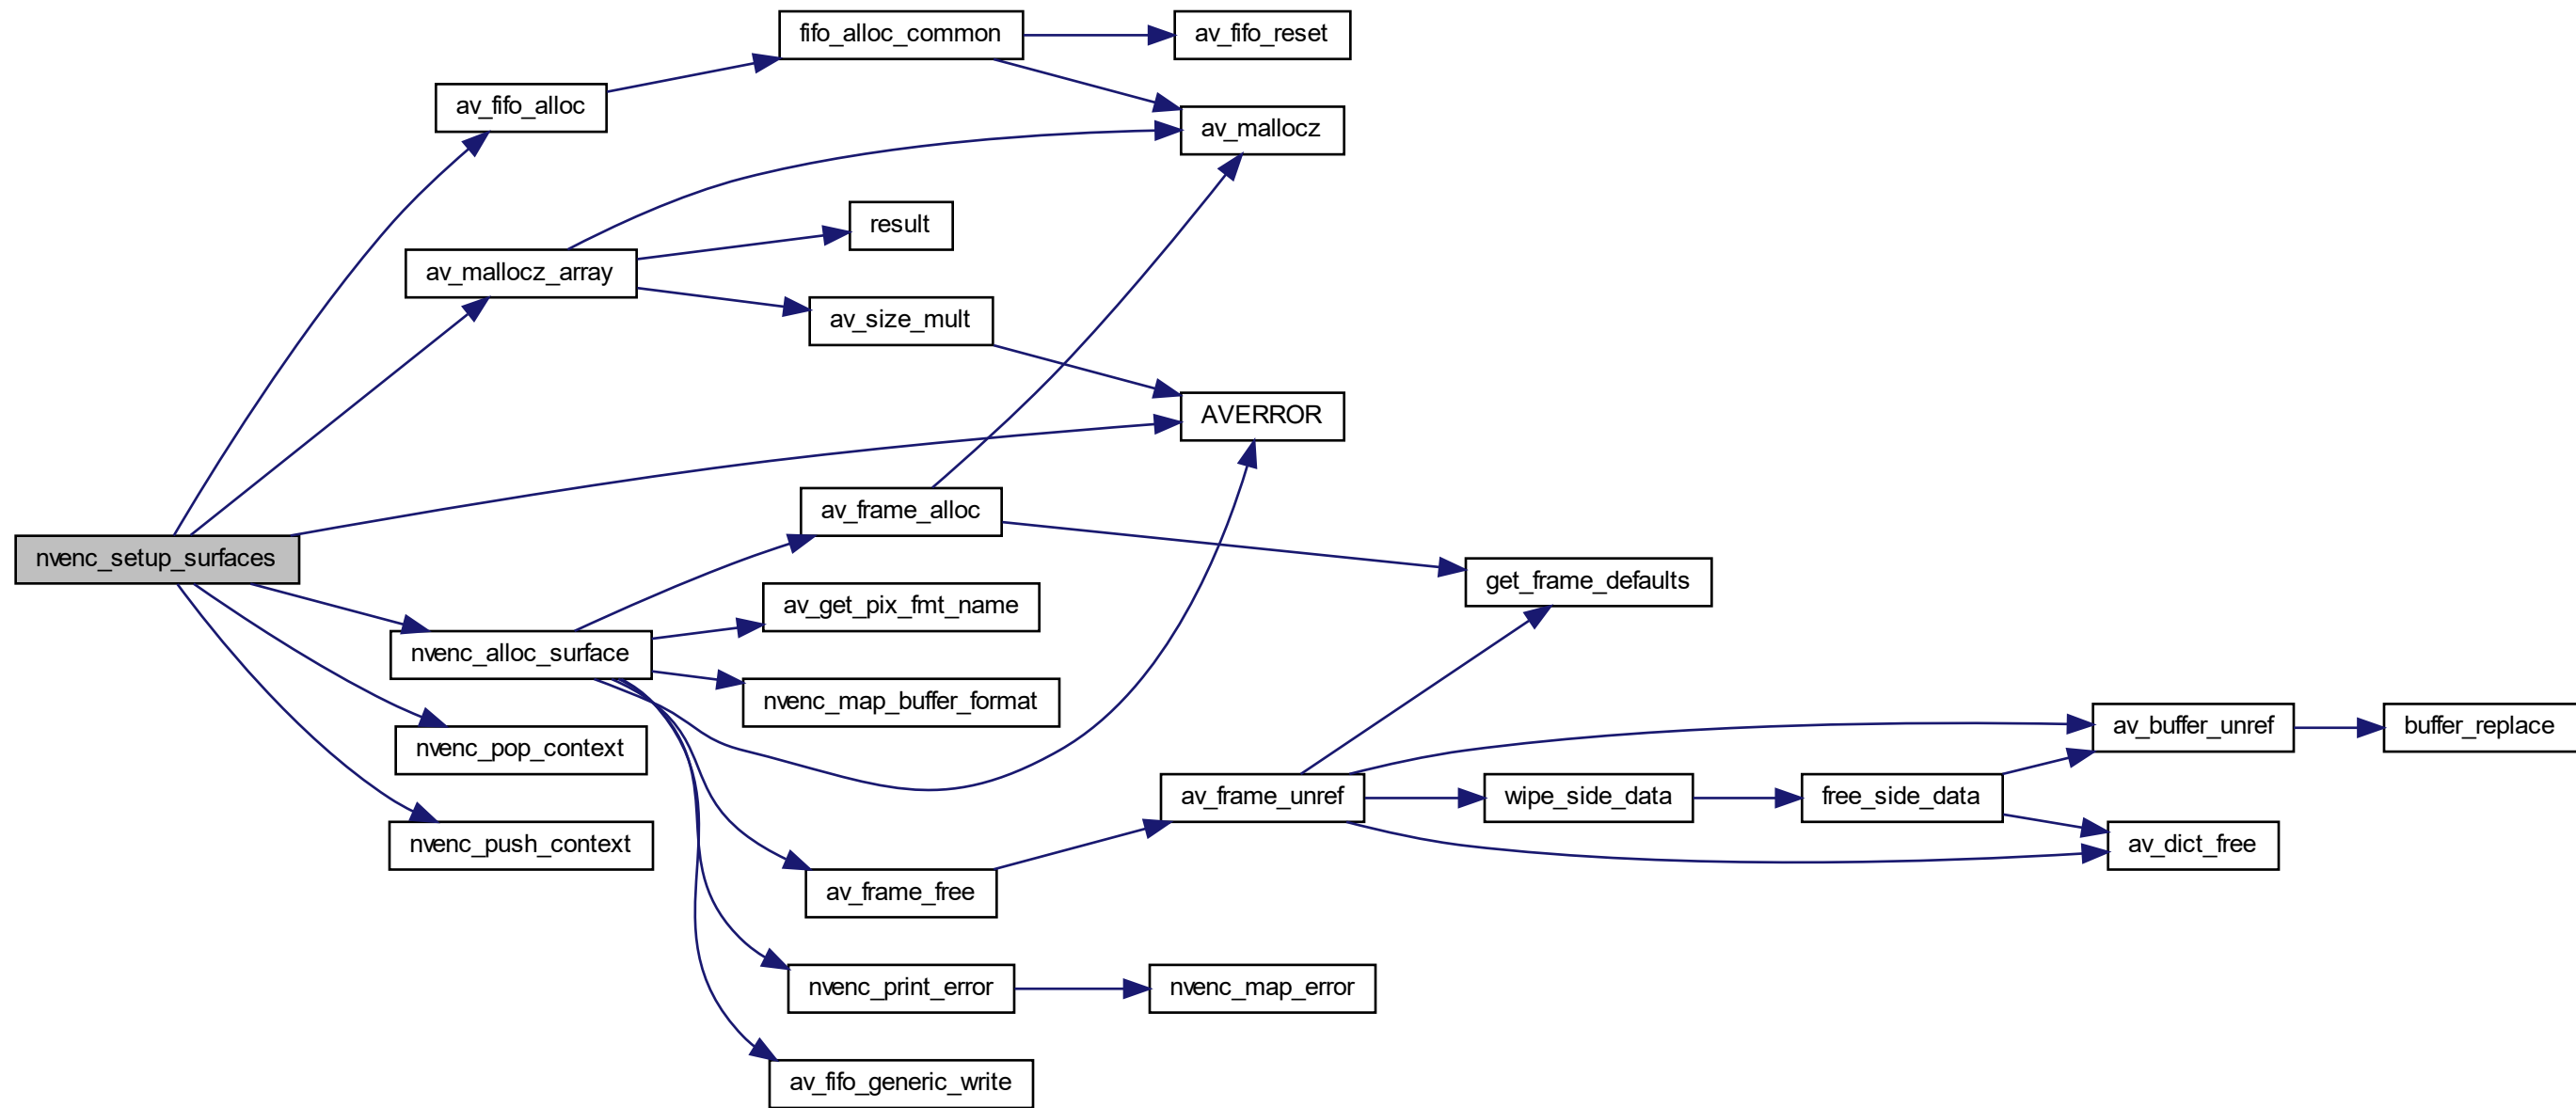 fifo_alloc_common
av_fifo_reset
av_fifo_alloc
av_mallocz
result
av_mallocz_array
av_size_mult
AVERROR
av_frame_alloc
nvenc_setup_surfaces
get_frame_defaults
av_get_pix_fmt_name
nvenc_alloc_surface
nvenc_map_buffer_format
av_buffer_unref
buffer_replace
nvenc_pop_context
av_frame_unref
wipe_side_data
free_side_data
nvenc_push_context
av_dict_free
av_frame_free
nvenc_print_error
nvenc_map_error
av_fifo_generic_write